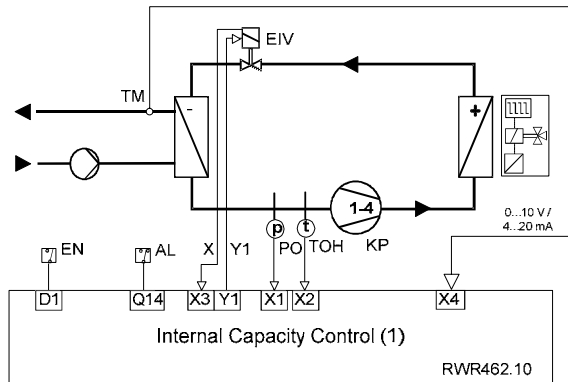 EIV
TM
-
+
1-4
p
t
PO
TOH
KP
0...10 V /
4...20 mA
EN
AL
X
Y1
D1
Q14
X3
Y1
X1
X2
X4
Internal Capacity Control (1)
RWR462.10